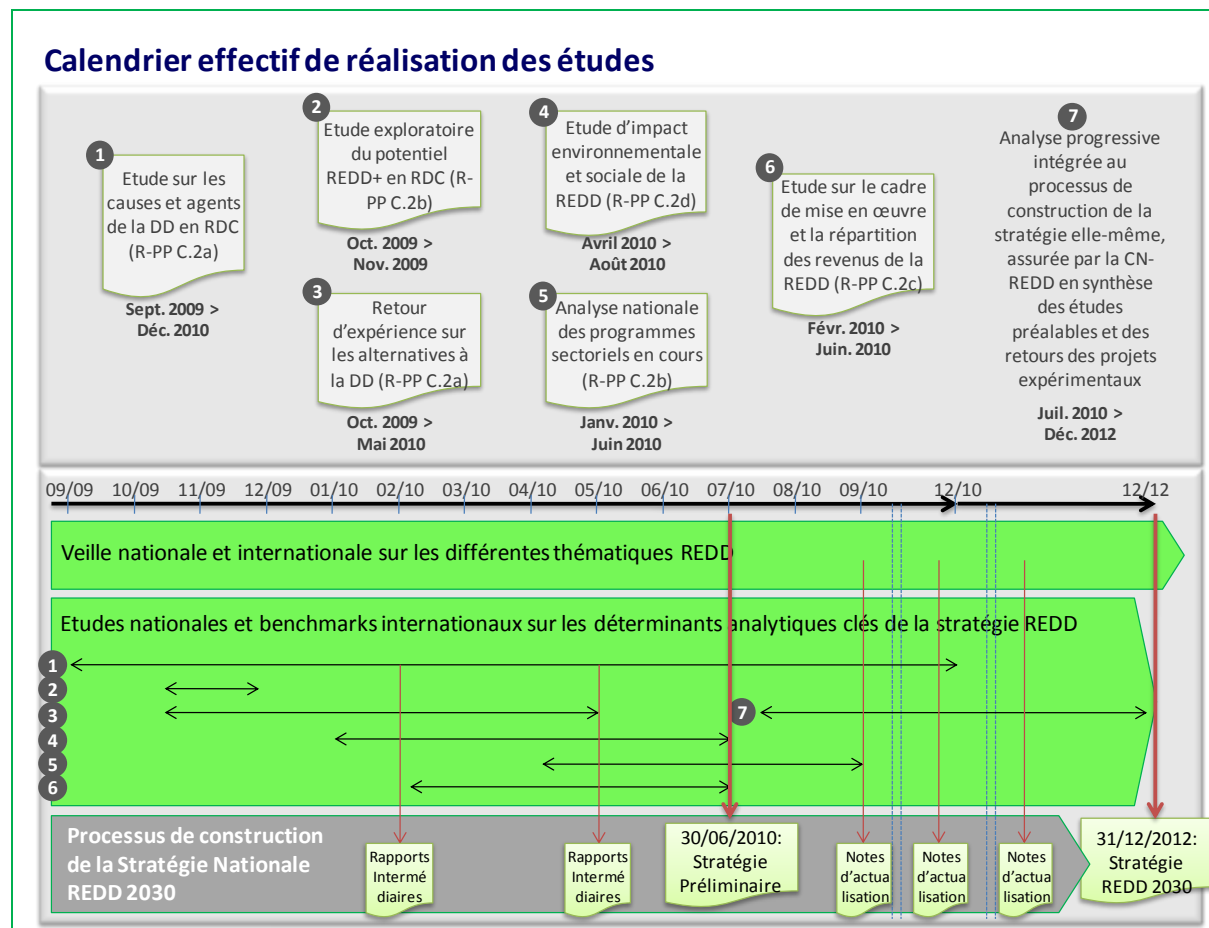 Calendrier effectif de réalisation des études
1
Etude sur les
causes et agents
de la DD en RDC
(R-PP C.2a)
Sept. 2009 >
Déc. 2010
2
Etude exploratoire
du potentiel
REDD+ en RDC (R-
PP C.2b)
Oct. 2009 >
Nov. 2009
3
Retour
d'expérience sur
les alternatives à
la DD (R-PP C.2a)
Oct. 2009 >
Mai 2010
4
Etude d'impact
environnementale
et sociale de la
REDD (R-PP C.2d)
Avril 2010 >
Août 2010
5
Analyse nationale
des programmes
sectoriels en cours
(R-PP C.2b)
Janv. 2010 >
Juin 2010
6
Etude sur le cadre
de mise en œuvre
et la répartition
des revenus de la
REDD (R-PP C.2c)
Févr. 2010 >
Juin. 2010
7
Analyse progressive
intégrée au
processus de
construction de la
stratégie elle-même,
assurée par la CN-
REDD en synthèse
des études
préalables et des
retours des projets
expérimentaux
Juil. 2010 >
Déc. 2012
09/09 10/09 11/09 12/09 01/10 02/10 03/10 04/10 05/10 06/10 07/10 08/10 09/10 12/10 12/12
Veille nationale et internationale sur les différentes thématiques REDD
Etudes nationales et benchmarks internationaux sur les déterminants analytiques clés de la stratégie REDD
1
2
3
7
4
5
6
Processus de construction
de la Stratégie Nationale
REDD 2030
Rapports
Intermé
diaires
Rapports
Intermé
diaires
30/06/2010:
Stratégie
Préliminaire
Notes
d'actua
lisation
Notes
d'actua
lisation
Notes
d'actua
lisation
31/12/2012:
Stratégie
REDD 2030